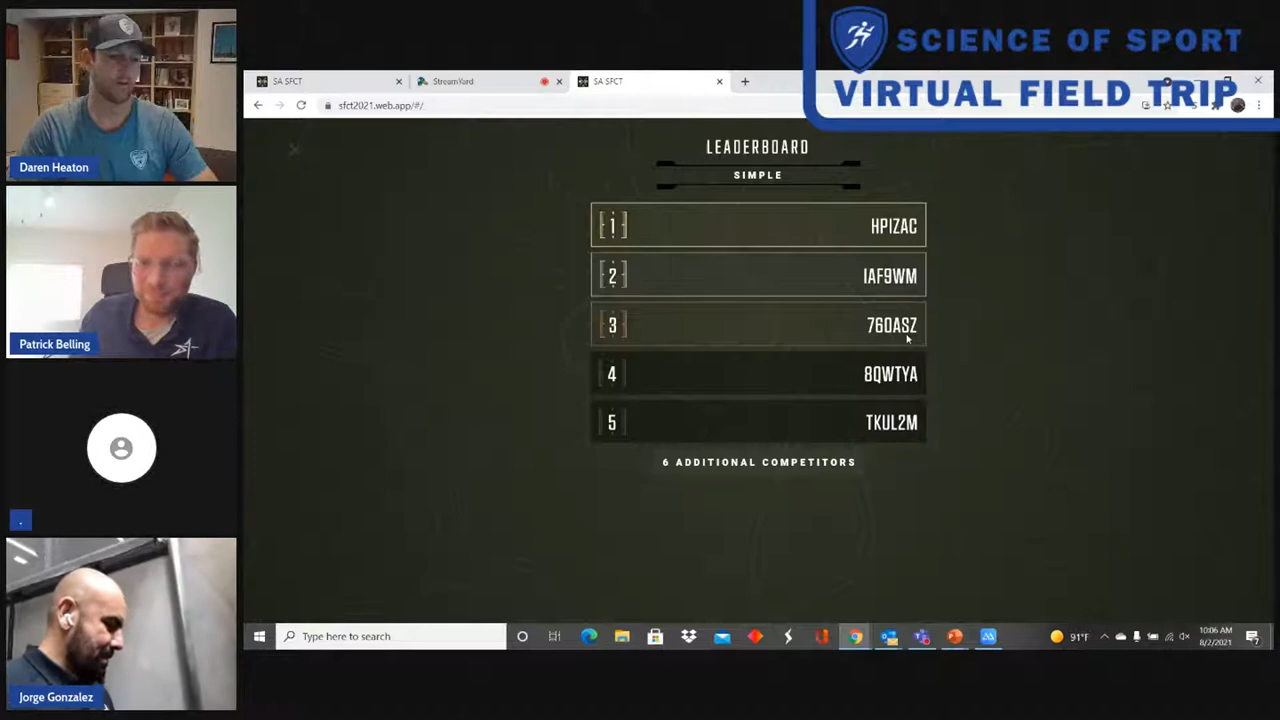 SCIENCE OF SPORT
VIRTUAL FIELD TRIP
SA SFCT
StreamYard
SA SFCT
sfct2021.web.app/#/
LEADERBOARD
SIMPLE
1 HPIZAC
2 IAF9WM
3 760ASZ
4 8QWTYA
5 TKUL2M
6 ADDITIONAL COMPETITORS
Daren Heaton
Patrick Belling
.
Jorge Gonzalez
Type here to search
91°F
10:06 AM
8/2/2021